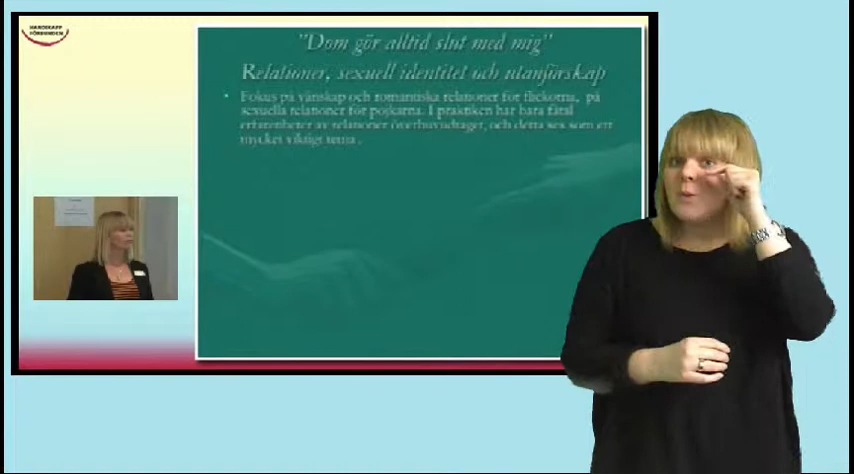 HANDIKAPP
FÖRBUNDEN
"Dom gör alltid slut med mig"
Relationer, sexuell identitet och utanförskap
• Fokus på vänskap och romantiska relationer för flickorna, på
sexuella relationer för pojkarna. I praktiken har bara fåtal
erfarenheter av relationer överhuvudtaget, och detta ses som ett
mycket viktigt tema .